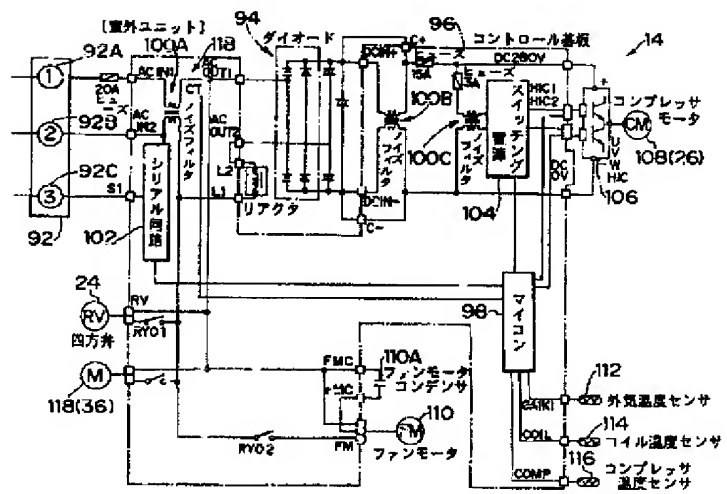 [室外ユニット]
92A
100A
118
94
ダイオード
C+
96
コントロール基板
14
1
20A
ヒューズ
AC IN1
CT
AC
OUT1
DCIN+
15A
ヒューズ
3A
ヒューズ
DC280V
HIC1
HIC2
+
コンプレッサ
モータ
CM
108(26)
2
92B
AC
IN2
ノイズフィルタ
AC
OUT2
100B
ノイズフィルタ
100C
ノイズフィルタ
スイッチング
電源
104
U
V
W
HIC
106
DC
0V
3
92C
S1
シリアル回路
L2
L1
リアクタ
DCIN-
C-
92
102
24
RV
四方弁
RV
RY01
98
マイコン
M
118(36)
FMC
FMC
110A
ファンモータ
コンデンサ
110
FM
ファンモータ
RY02
FM
112
外気温度センサ
114
COIL
コイル温度センサ
116
COMP
コンプレッサ
温度センサ